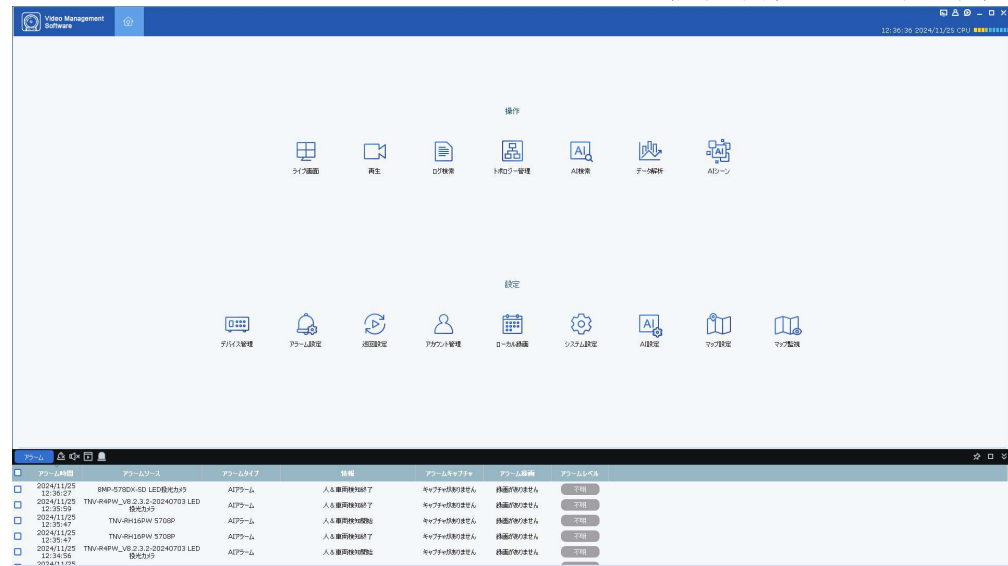 Video Management
Software
12:36:36 2024/11/25 CPU
操作
ライブ画面
再生
ログ検索
トポロジー管理
AI検索
データ解析
AIシーン
設定
デバイス管理
アラーム設定
巡回設定
アカウント管理
ローカル録画
システム設定
AI設定
マップ設定
マップ監視
アラーム
アラーム時間 アラームソース アラームタイプ 情報 アラームキャプチャ アラーム録画 アラームレベル
2024/11/25
12:36:27 BMP-578DX-SD LED投光カメラ AIアラーム 人&車両検知終了 キャプチャがありません 録画がありません 不明
2024/11/25
12:35:59 TNV-R4PW_V8.2.3.2-20240703 LED
投光カメラ AIアラーム 人&車両検知終了 キャプチャがありません 録画がありません 不明
2024/11/25
12:35:47 TNV-RH16PW 5708P AIアラーム 人&車両検知開始 キャプチャがありません 録画がありません 不明
2024/11/25
12:35:47 TNV-RH16PW 5708P AIアラーム 人&車両検知終了 キャプチャがありません 録画がありません 不明
2024/11/25
12:34:56 TNV-R4PW_V8.2.3.2-20240703 LED
投光カメラ AIアラーム 人&車両検知開始 キャプチャがありません 録画がありません 不明
2024/11/25